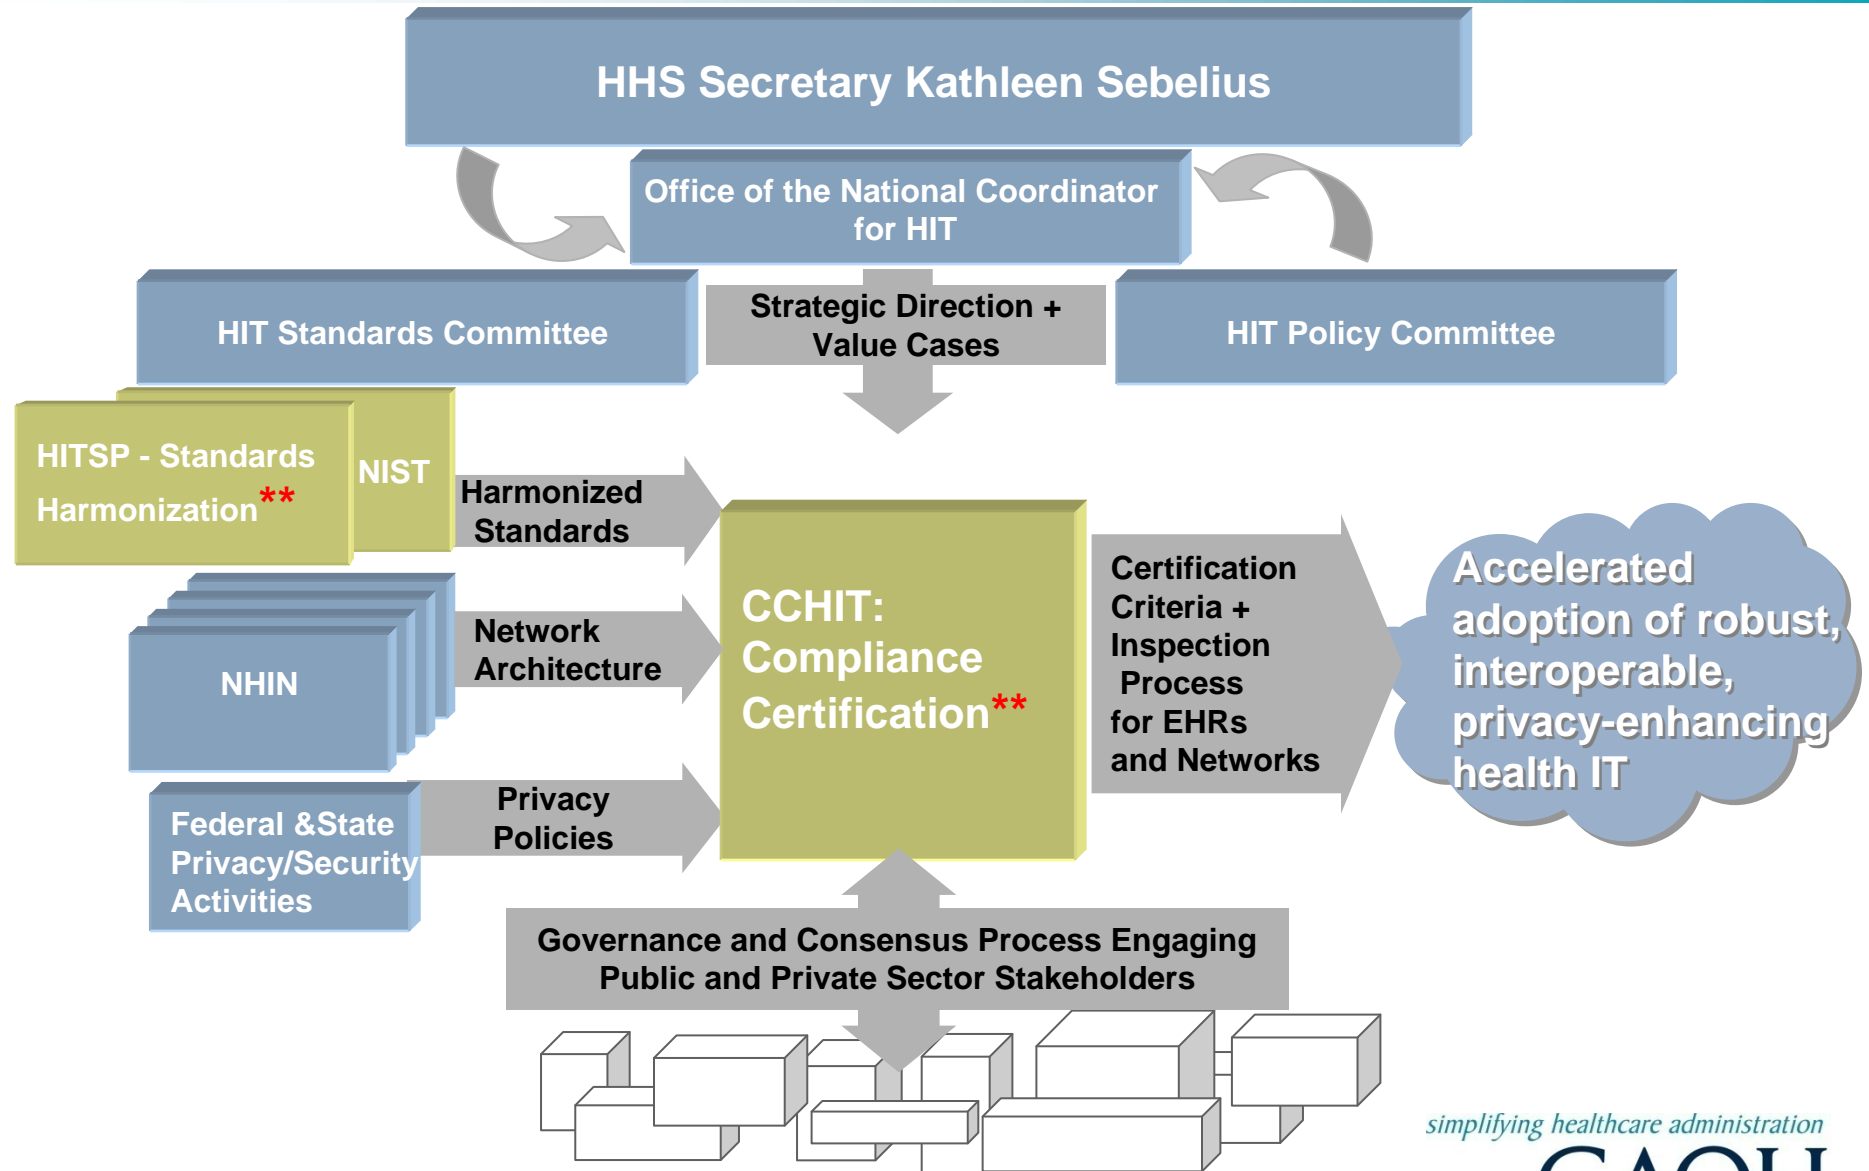 HHS Secretary Kathleen Sebelius
Office of the National Coordinator
for HIT
HIT Standards Committee
Strategic Direction +
Value Cases
HIT Policy Committee
HITSP - Standards
Harmonization**
NIST
Harmonized
Standards
NHIN
Network
Architecture
Federal &State
Privacy/Security
Activities
Privacy
Policies
CCHIT:
Compliance
Certification**
Certification
Criteria +
Inspection
Process
for EHRs
and Networks
Accelerated
adoption of robust,
interoperable,
privacy-enhancing
health IT
Governance and Consensus Process Engaging
Public and Private Sector Stakeholders
simplifying healthcare administration
CAQH